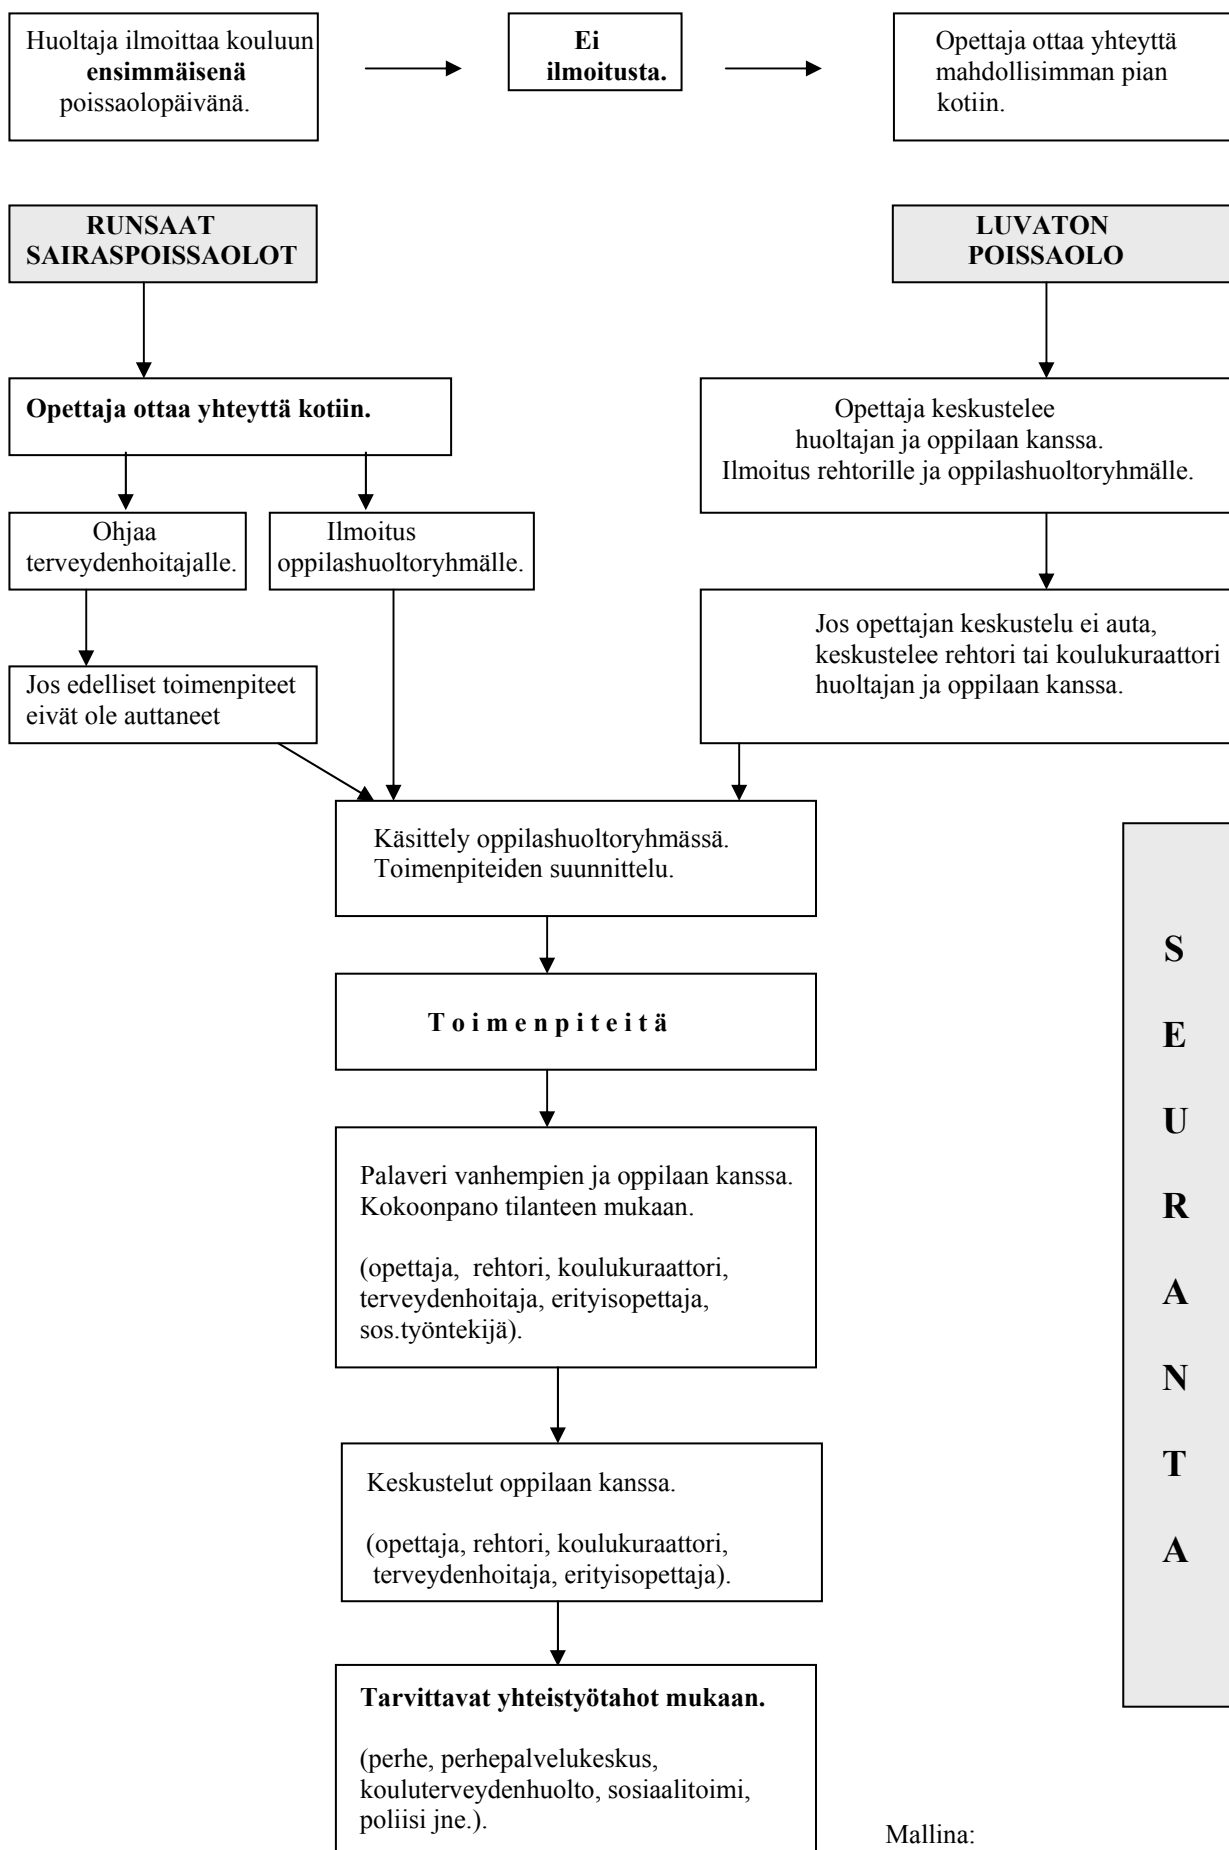 Huoltaja ilmoittaa kouluun
ensimmäisenä
poissaolopäivänä.
Ei
ilmoitusta.
Opettaja ottaa yhteyttä
mahdollisimman pian
kotiin.
RUNSAAT
SAIRASPOISSAOLOT
LUVATON
POISSAOLO
Opettaja ottaa yhteyttä kotiin.
Opettaja keskustelee
huoltajan ja oppilaan kanssa.
Ilmoitus rehtorille ja oppilashuoltoryhmälle.
Ohjaa
terveydenhoitajalle.
Ilmoitus
oppilashuoltoryhmälle.
Jos opettajan keskustelu ei auta,
keskustelee rehtori tai koulukuraattori
huoltajan ja oppilaan kanssa.
Jos edelliset toimenpiteet
eivät ole auttaneet
Käsittely oppilashuoltoryhmässä.
Toimenpiteiden suunnittelu.
T o i m e n p i t e i t ä
Palaveri vanhempien ja oppilaan kanssa.
Kokoonpano tilanteen mukaan.
(opettaja, rehtori, koulukuraattori,
terveydenhoitaja, erityisopettaja,
sos.työntekijä).
Keskustelut oppilaan kanssa.
(opettaja, rehtori, koulukuraattori,
terveydenhoitaja, erityisopettaja).
Tarvittavat yhteistyötahot mukaan.
(perhe, perhepalvelukeskus,
kouluterveydenhuolto, sosiaalitoimi,
poliisi jne.).
S
E
U
R
A
N
T
A
Mallina: